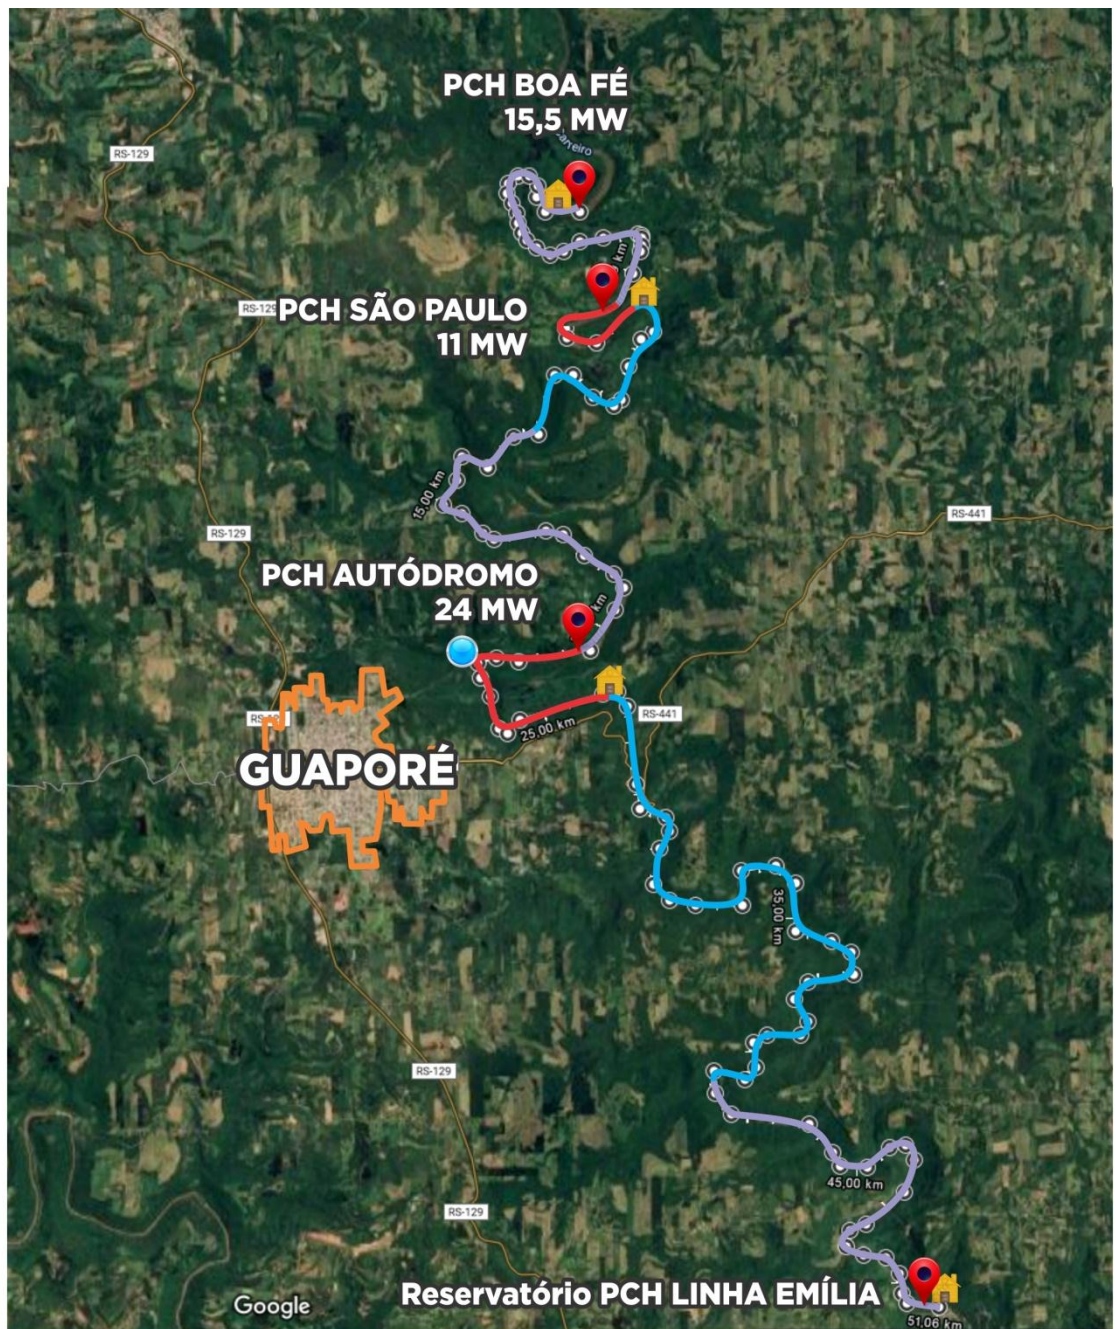 PCH BOA FÉ
15,5 MW
RS-129
RS-129
PCH SÃO PAULO
11 MW
15,00 km
RS-441
RS-129
PCH AUTÓDROMO
24 MW
km
RS-441
25,00 km
GUAPORÉ
35,00 km
RS-129
45,00 km
RS-129
Reservatório PCH LINHA EMÍLIA
Google
51,06 km